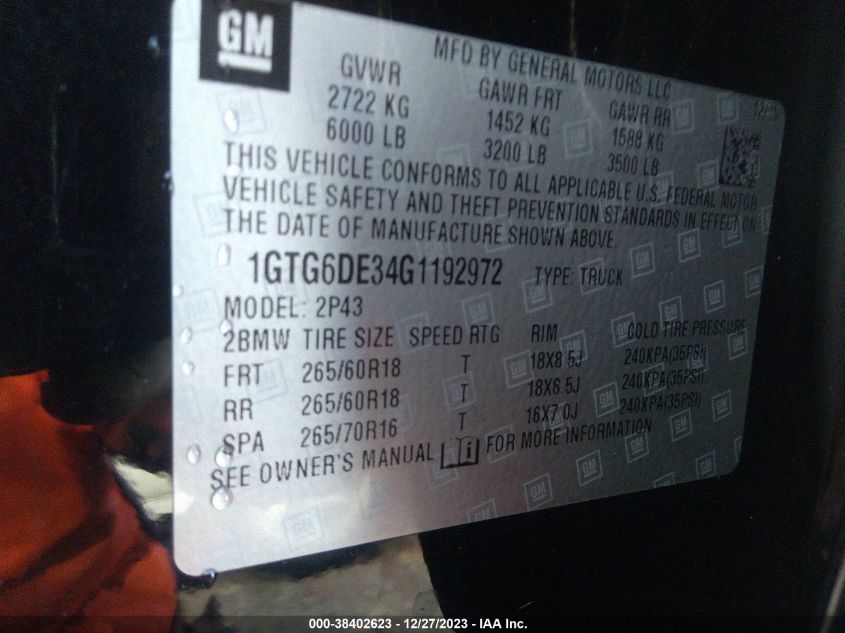 GM
MFD BY GENERAL MOTORS LLC
GVWR GAWR FRT GAWR RR
2722 KG 1452 KG 1588 KG
6000 LB 3200 LB 3500 LB
THIS VEHICLE CONFORMS TO ALL APPLICABLE U.S. FEDERAL MOTOR
VEHICLE SAFETY AND THEFT PREVENTION STANDARDS IN EFFECT ON
THE DATE OF MANUFACTURE SHOWN ABOVE.
1GTG6DE34G1192972 TYPE: TRUCK
MODEL: 2P43
2BMW TIRE SIZE SPEED RTG RIM COLD TIRE PRESSURE
FRT 265/60R18 T 18X8.5J 240KPA(35PSI)
RR 265/60R18 T 18X8.5J 240KPA(35PSI)
SPA 265/70R16 T 16X7.0J 240KPA(35PSI)
SEE OWNER'S MANUAL FOR MORE INFORMATION
000-38402623 - 12/27/2023 - IAA Inc.